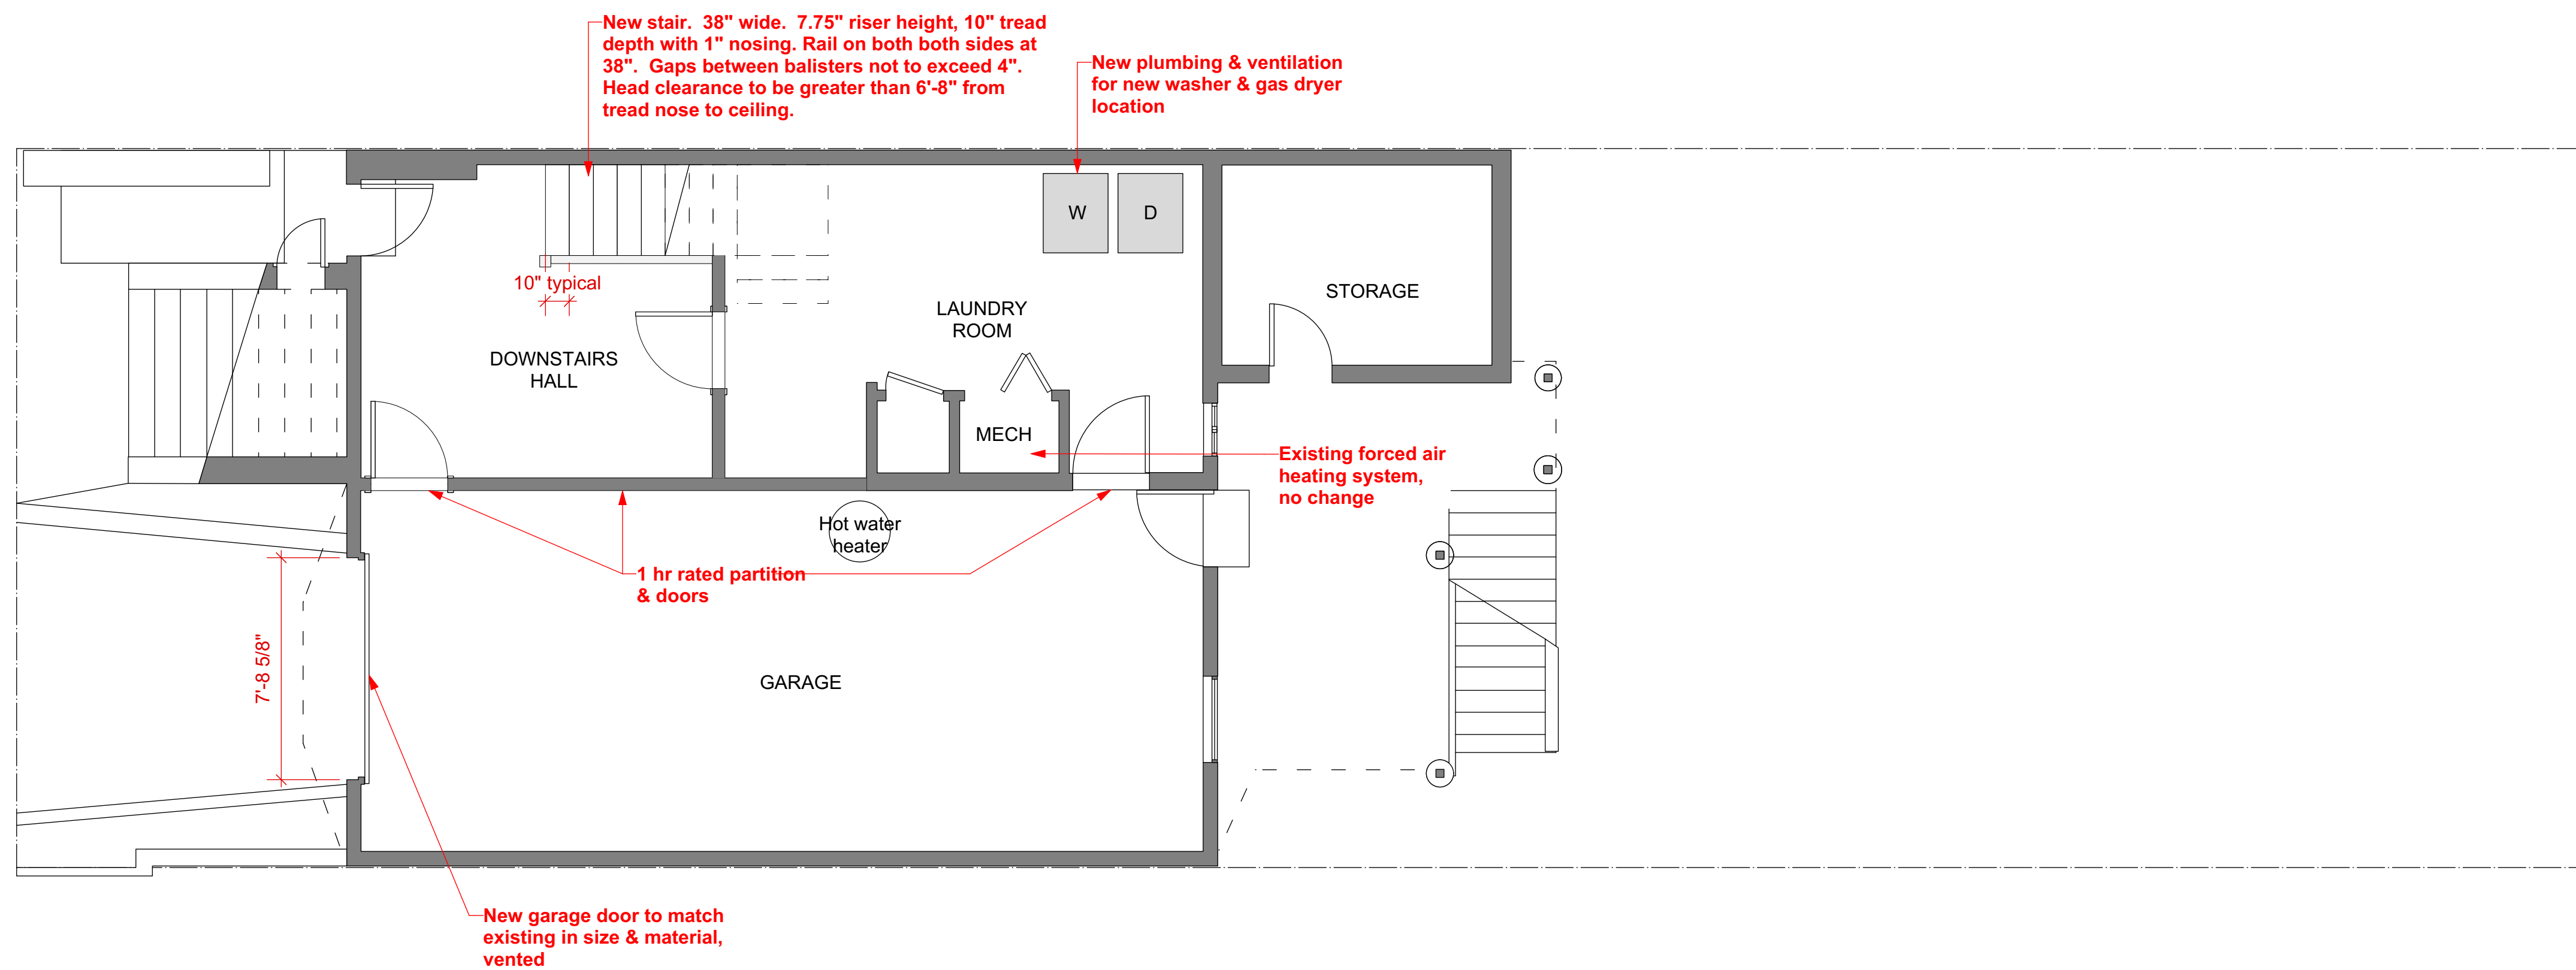 New stair.  38" wide.  7.75" riser height, 10" tread
depth with 1" nosing. Rail on both both sides at
38".  Gaps between balisters not to exceed 4".
Head clearance to be greater than 6'-8" from
tread nose to ceiling.
New plumbing & ventilation
for new washer & gas dryer
location
W
D
10" typical
STORAGE
LAUNDRY
ROOM
DOWNSTAIRS
HALL
MECH
Existing forced air
heating system,
no change
Hot water
heater
1 hr rated partition
& doors
7'-8 5/8"
GARAGE
New garage door to match
existing in size & material,
vented